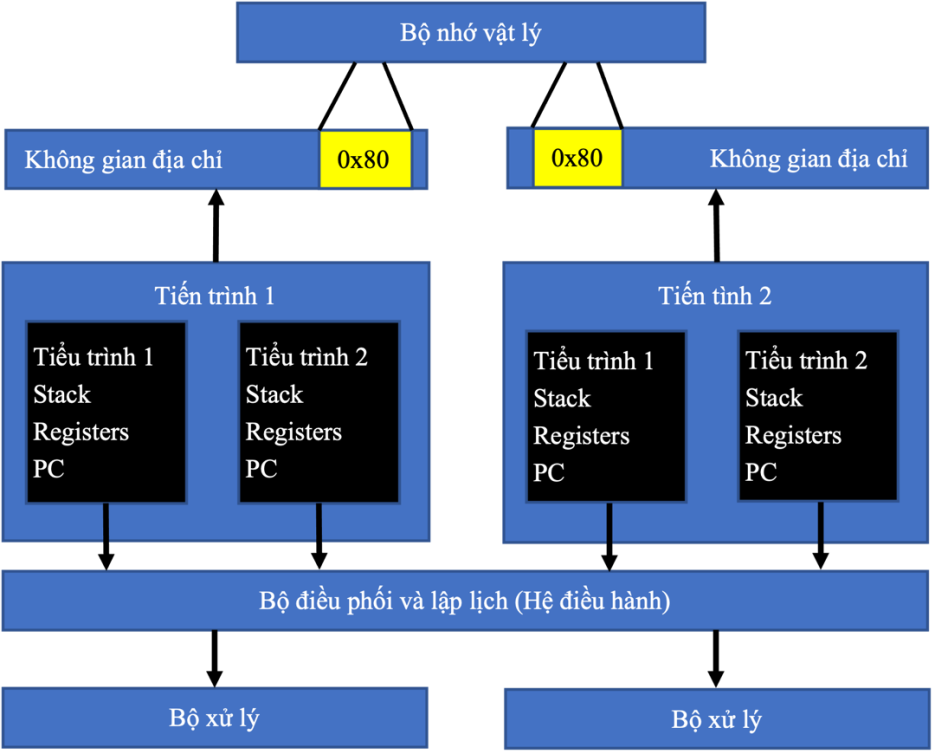 Bộ nhớ vật lý
Không gian địa chỉ
0x80
0x80
Không gian địa chỉ
Tiến trình 1
Tiểu trình 1
Stack
Registers
PC
Tiểu trình 2
Stack
Registers
PC
Tiến tình 2
Tiểu trình 1
Stack
Registers
PC
Tiểu trình 2
Stack
Registers
PC
Bộ điều phối và lập lịch (Hệ điều hành)
Bộ xử lý
Bộ xử lý